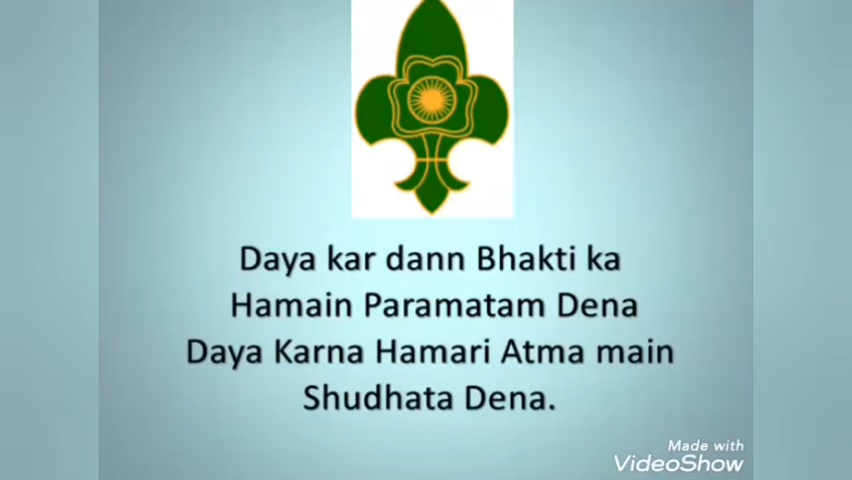 Daya kar dann Bhakti ka
Hamain Paramatam Dena
Daya Karna Hamari Atma main
Shudhata Dena.
Made with
VideoShow